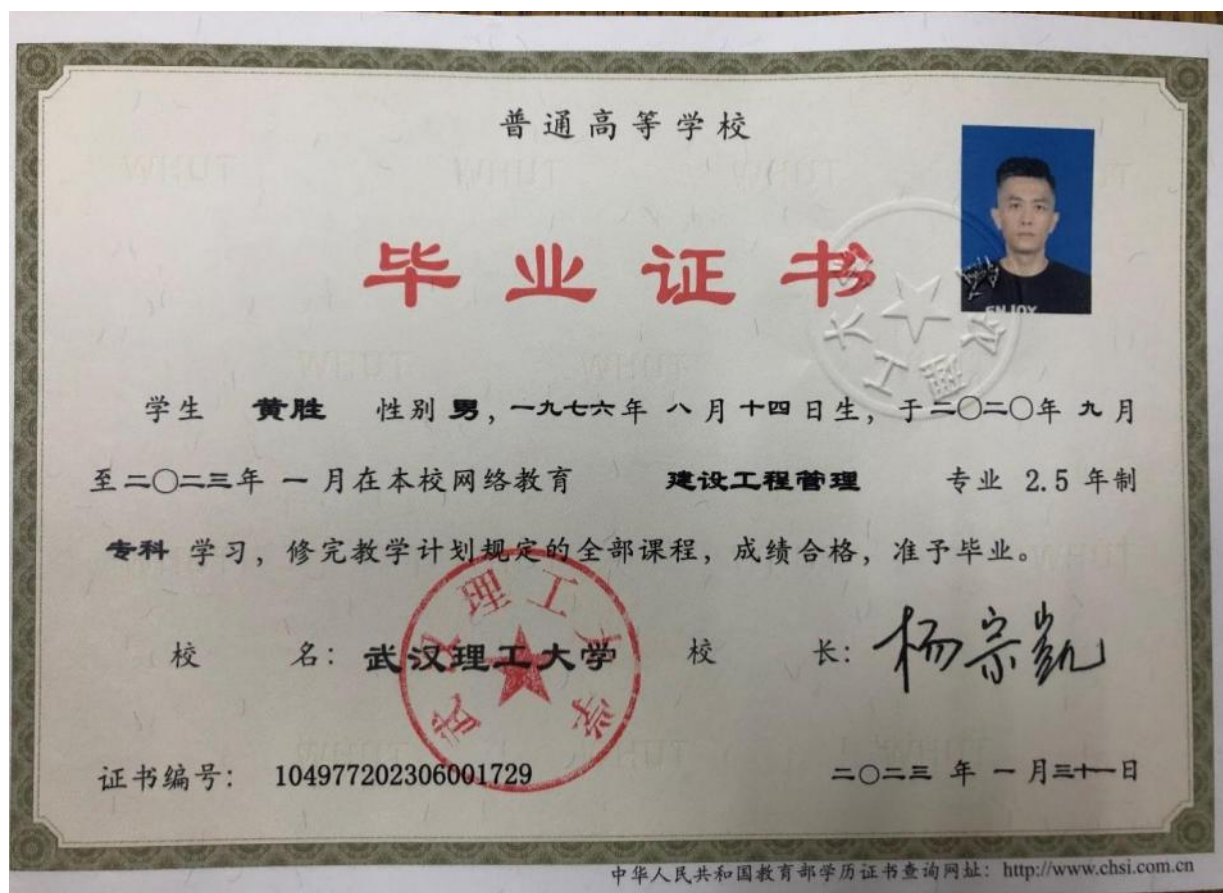 普通高等学校
毕业证书
ENJOY
学生 黄胜 性别 男，一九七六年 八月十四日生，于二〇二〇年 九月
至二〇二三年 一月在本校网络教育 建设工程管理 专业 2.5 年制
专科 学习，修完教学计划规定的全部课程，成绩合格，准予毕业。
校 名：武汉理工大学 校 长：杨宗凯
武汉理工大学
证书编号： 104977202306001729 二〇二三 年 一 月三十一日
中华人民共和国教育部学历证书查询网址：http://www.chsi.com.cn